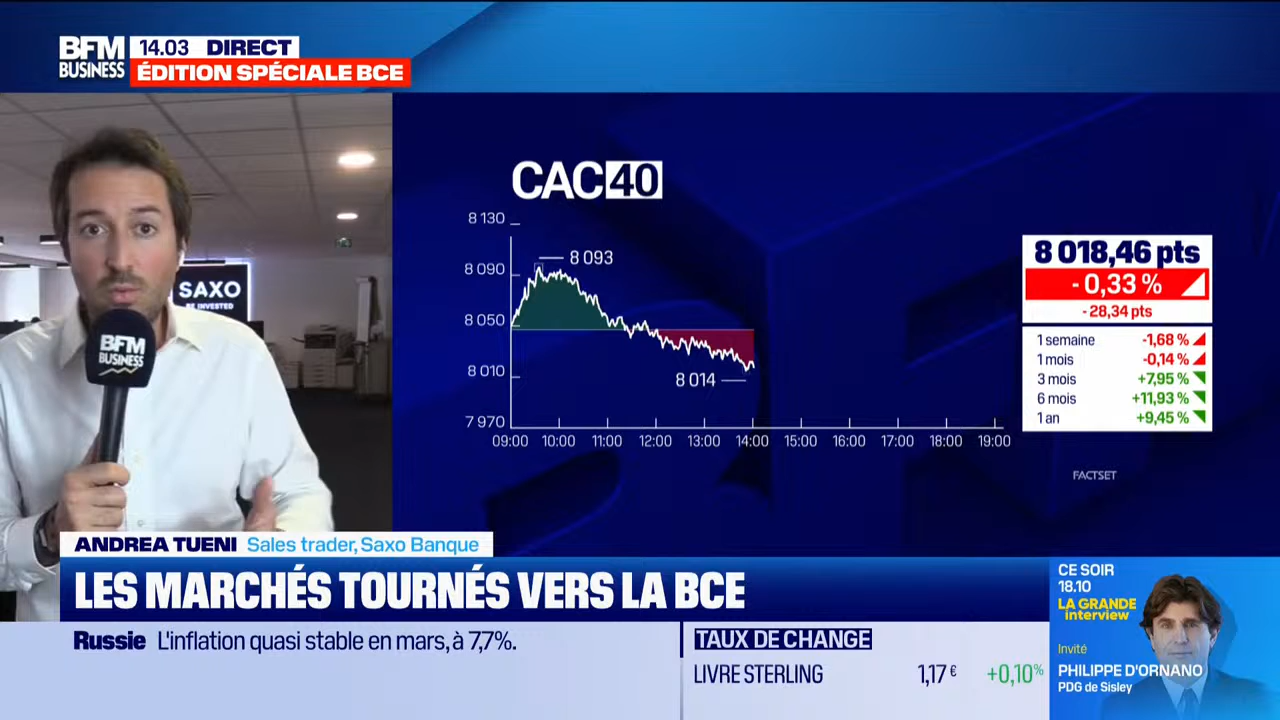 BFM
BUSINESS
14.03 DIRECT
ÉDITION SPÉCIALE BCE
SAXO
BE INVESTED
BFM
BUSINESS
CAC40
8 130
8 090
8 050
8 010
7 970
8 093
8 014
09:00 10:00 11:00 12:00 13:00 14:00 15:00 16:00 17:00 18:00 19:00
8 018,46 pts
- 0,33 %
- 28,34 pts
1 semaine -1,68 %
1 mois -0,14 %
3 mois +7,95 %
6 mois +11,93 %
1 an +9,45 %
FACTSET
ANDREA TUENI Sales trader, Saxo Banque
LES MARCHÉS TOURNÉS VERS LA BCE
Russie L'inflation quasi stable en mars, à 7,7%.
TAUX DE CHANGE
LIVRE STERLING 1,17 € +0,10%
CE SOIR
18.10
LA GRANDE
interview
Invité
PHILIPPE D'ORNANO
PDG de Sisley